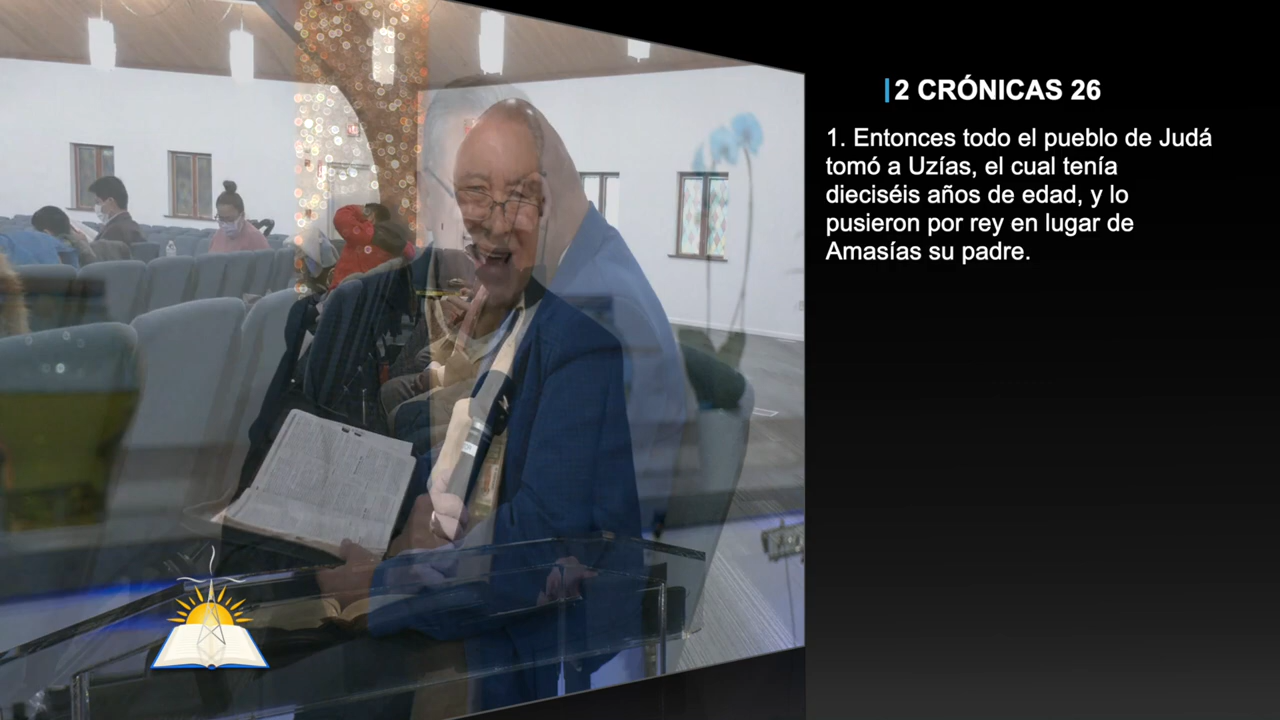 2 CRÓNICAS 26
1. Entonces todo el pueblo de Judá
tomó a Uzías, el cual tenía
dieciséis años de edad, y lo
pusieron por rey en lugar de
Amasías su padre.